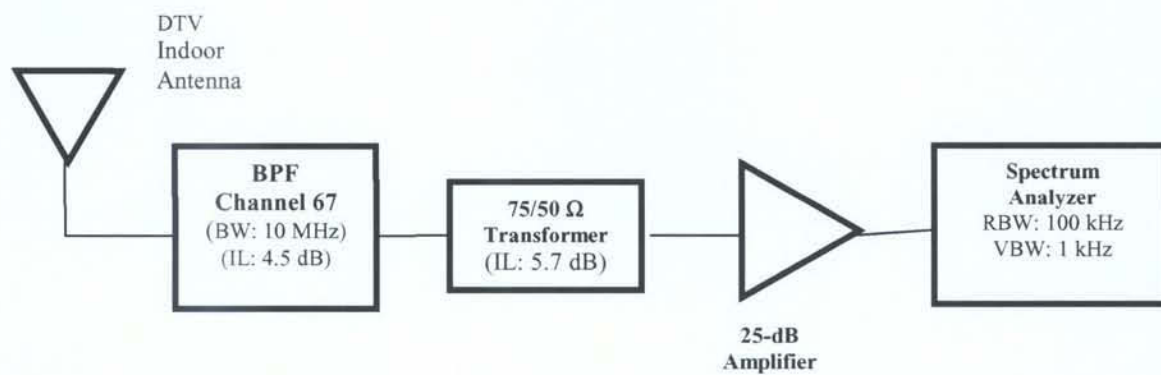 DTV
Indoor
Antenna
BPF
Channel 67
(BW: 10 MHz)
(IL: 4.5 dB)
75/50 Ω
Transformer
(IL: 5.7 dB)
25-dB
Amplifier
Spectrum
Analyzer
RBW: 100 kHz
VBW: 1 kHz